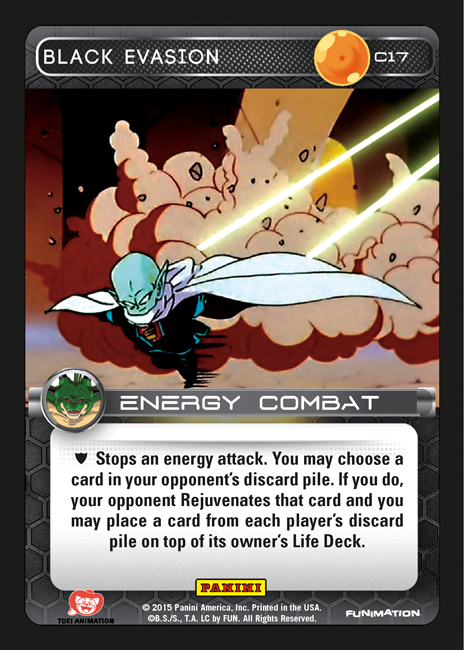 BLACK EVASION
C17
ENERGY COMBAT
Stops an energy attack. You may choose a
card in your opponent's discard pile. If you do,
your opponent Rejuvenates that card and you
may place a card from each player's discard
pile on top of its owner's Life Deck.
PANINI
© 2015 Panini America, Inc. Printed in the USA.
©B.S./S., T.A. LC by FUN. All Rights Reserved.
TOEI ANIMATION
FUNIMATION